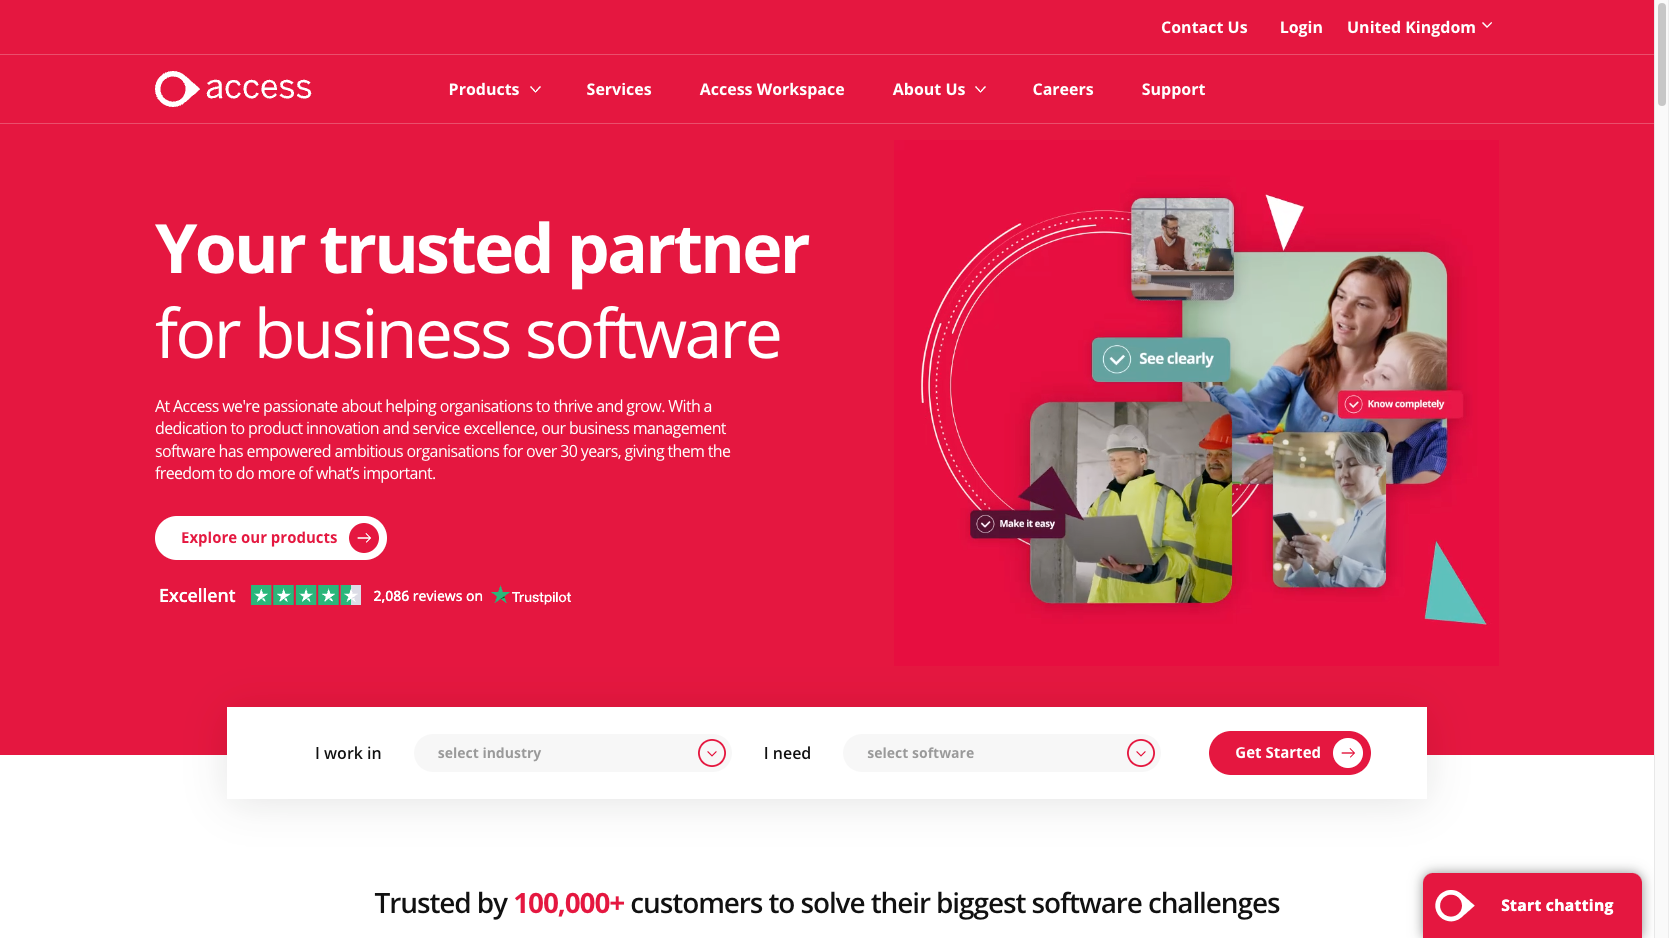 Contact Us
Login
United Kingdom
access
Products
Services
Access Workspace
About Us
Careers
Support
Your trusted partner
for business software
At Access we're passionate about helping organisations to thrive and grow. With a
dedication to product innovation and service excellence, our business management
software has empowered ambitious organisations for over 30 years, giving them the
freedom to do more of what’s important.
Explore our products
Excellent
2,086 reviews on
Trustpilot
See clearly
Know completely
Make it easy
I work in
select industry
I need
select software
Get Started
Trusted by 100,000+ customers to solve their biggest software challenges
Start chatting